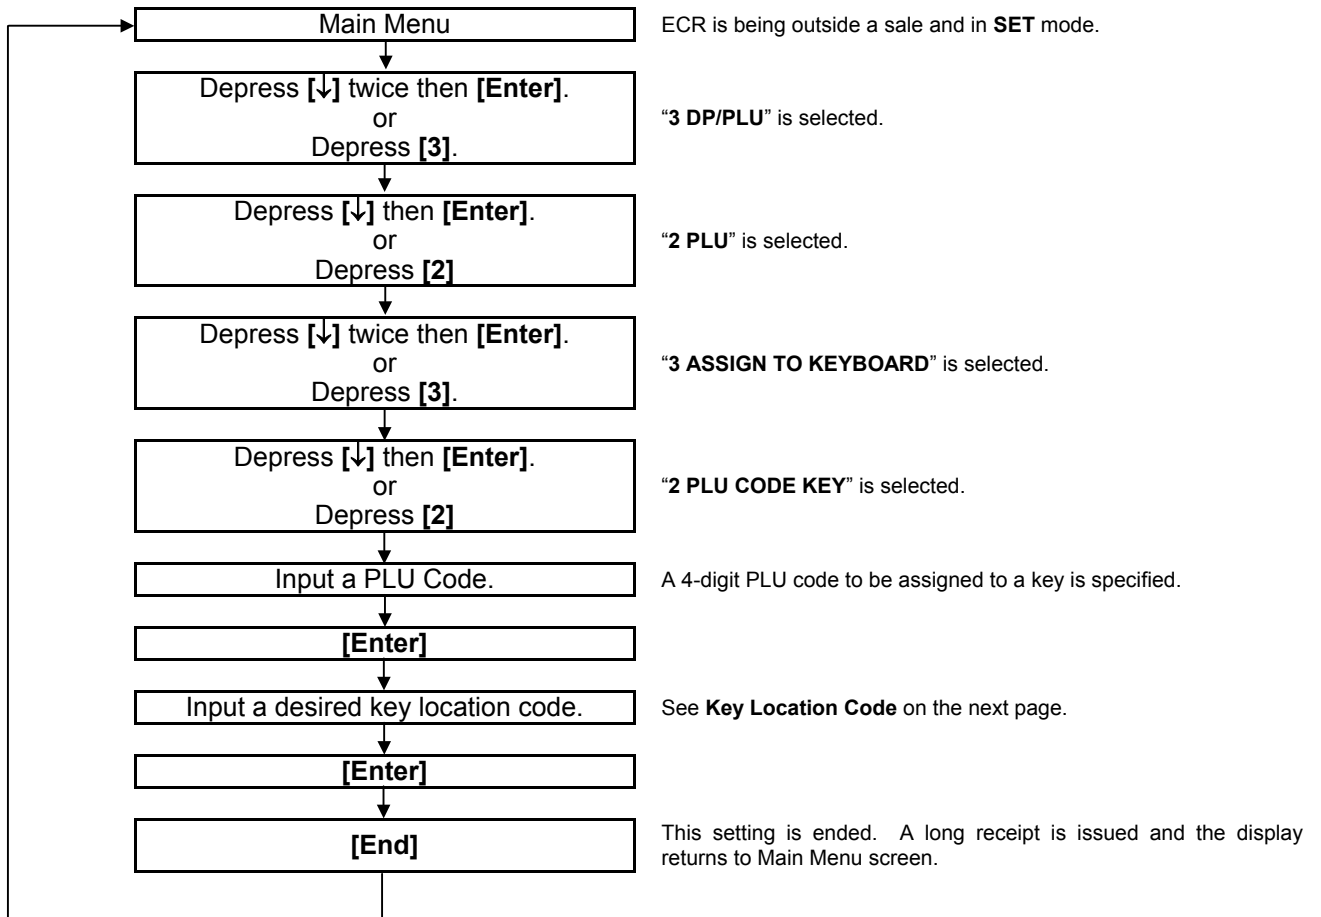 Main Menu
ECR is being outside a sale and in SET mode.
Depress [↓] twice then [Enter].
or
Depress [3].
“3 DP/PLU” is selected.
Depress [↓] then [Enter].
or
Depress [2]
“2 PLU” is selected.
Depress [↓] twice then [Enter].
or
Depress [3].
“3 ASSIGN TO KEYBOARD” is selected.
Depress [↓] then [Enter].
or
Depress [2]
“2 PLU CODE KEY” is selected.
Input a PLU Code.
A 4-digit PLU code to be assigned to a key is specified.
[Enter]
Input a desired key location code.
See Key Location Code on the next page.
[Enter]
[End]
This setting is ended. A long receipt is issued and the display
returns to Main Menu screen.